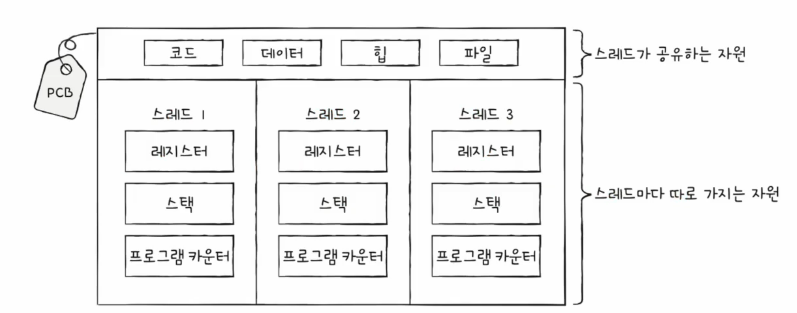 코드 데이터 힙 파일
스레드가 공유하는 자원
PCB
스레드 1 스레드 2 스레드 3
레지스터 레지스터 레지스터
스택 스택 스택
스레드마다 따로 가지는 자원
프로그램 카운터 프로그램 카운터 프로그램 카운터